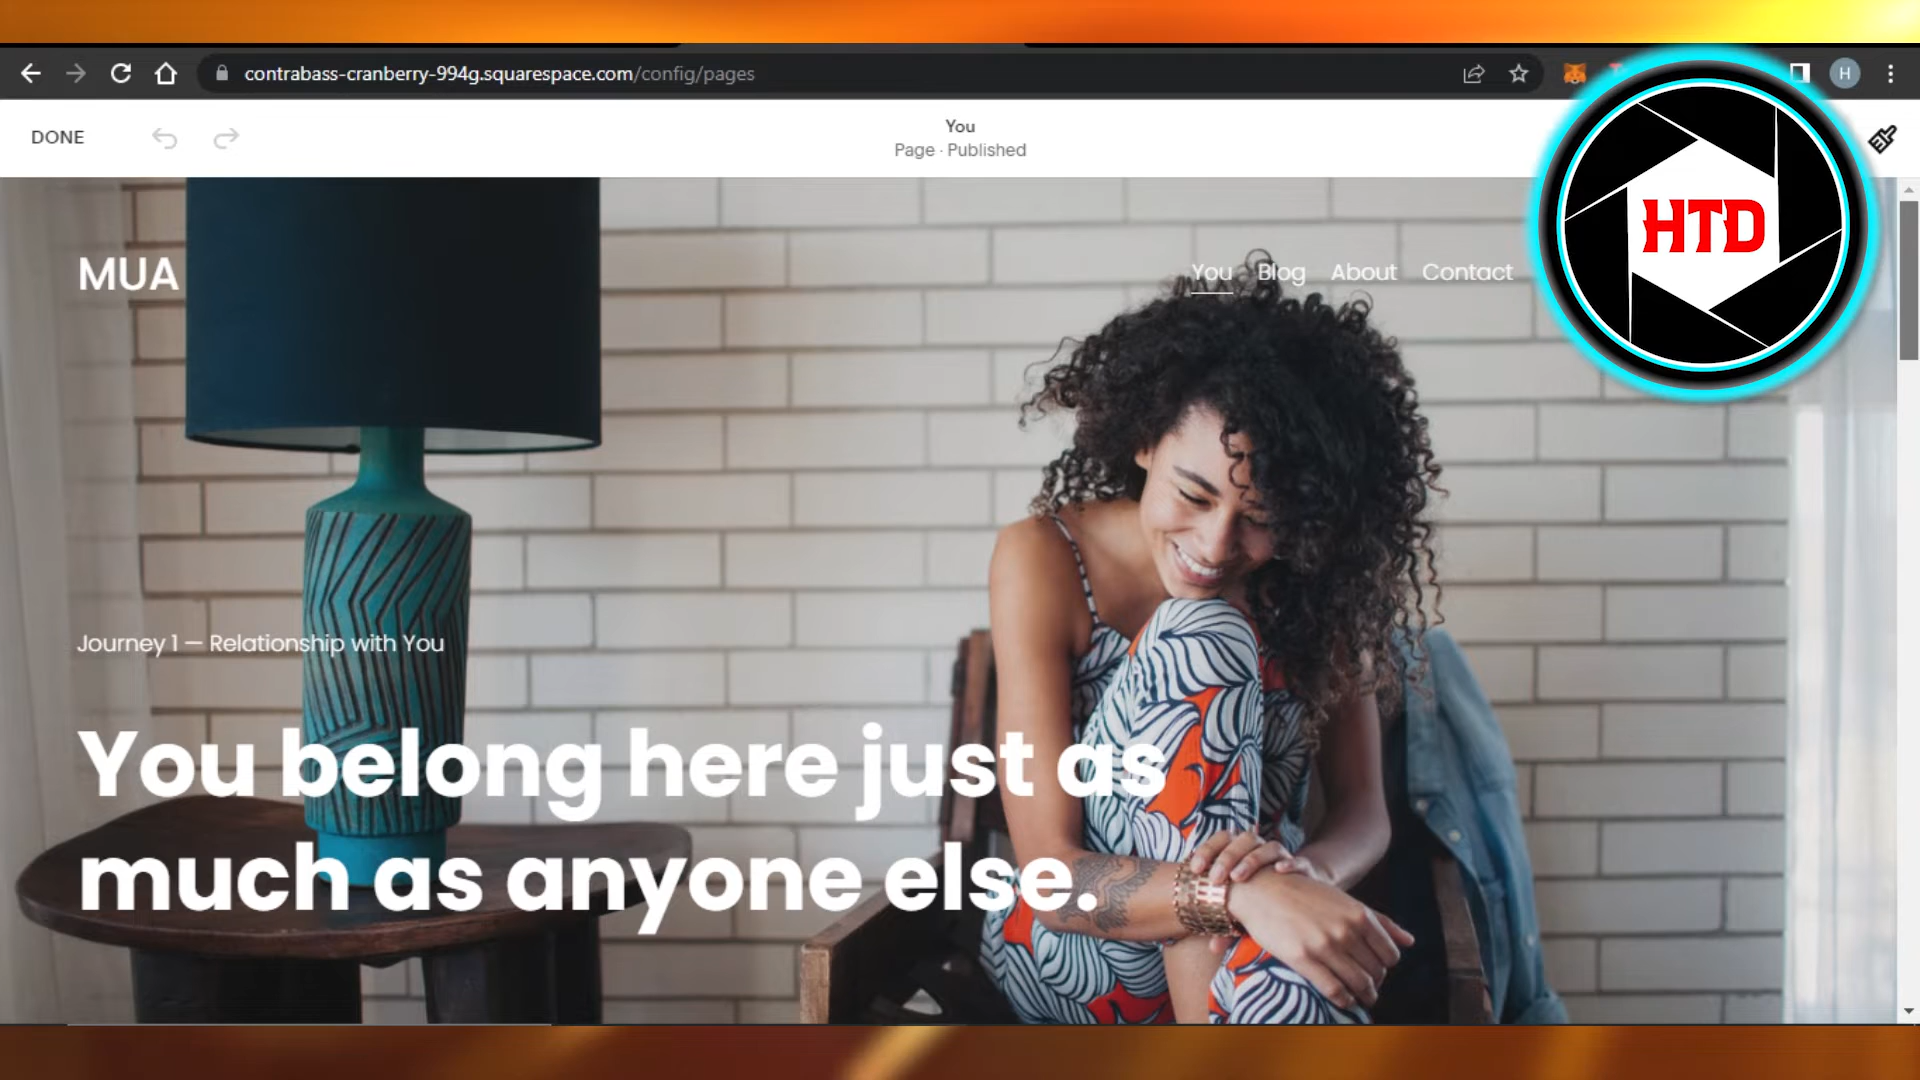 contrabass-cranberry-994g.squarespace.com/config/pages
H
DONE
You
Page · Published
HTD
MUA
You Blog About Contact
Journey 1 — Relationship with You
You belong here just as
much as anyone else.